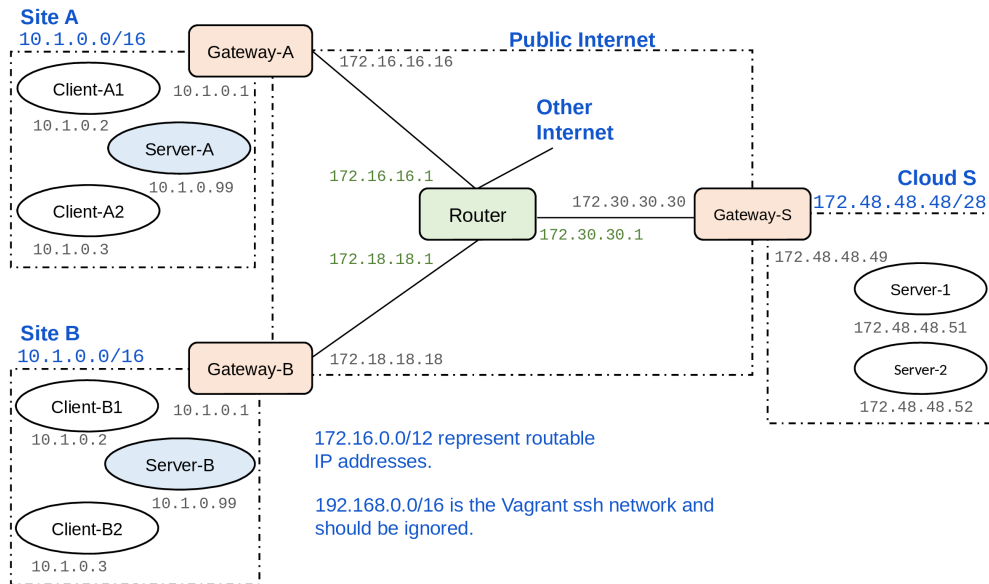 Site A
10.1.0.0/16
Gateway-A
Public Internet
172.16.16.16
Client-A1
10.1.0.1
10.1.0.2
Server-A
10.1.0.99
Client-A2
10.1.0.3
Other
Internet
172.16.16.1
Router
172.30.30.30
172.30.30.1
172.18.18.1
Gateway-S
Cloud S
172.48.48.48/28
172.48.48.49
Server-1
172.48.48.51
Server-2
172.48.48.52
Site B
10.1.0.0/16
Gateway-B
172.18.18.18
Client-B1
10.1.0.1
10.1.0.2
Server-B
10.1.0.99
Client-B2
10.1.0.3
172.16.0.0/12 represent routable
IP addresses.
192.168.0.0/16 is the Vagrant ssh network and
should be ignored.